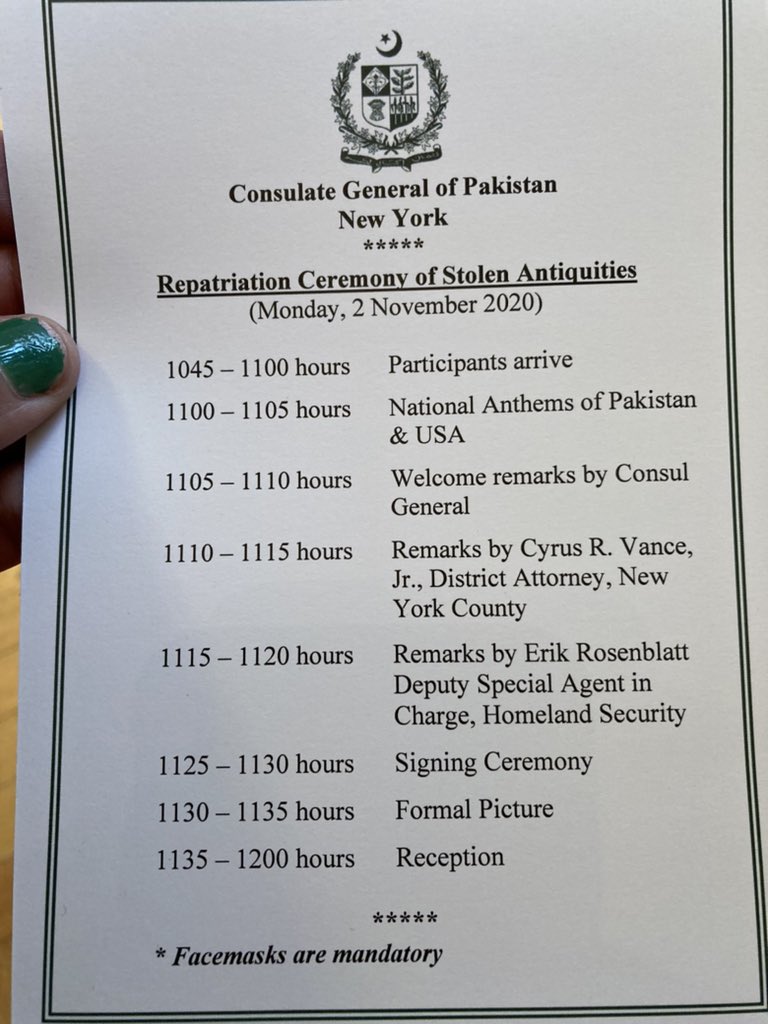 Consulate General of Pakistan
New York
*****
Repatriation Ceremony of Stolen Antiquities
(Monday, 2 November 2020)
1045 – 1100 hours Participants arrive
1100 – 1105 hours National Anthems of Pakistan
& USA
1105 – 1110 hours Welcome remarks by Consul
General
1110 – 1115 hours Remarks by Cyrus R. Vance,
Jr., District Attorney, New
York County
1115 – 1120 hours Remarks by Erik Rosenblatt
Deputy Special Agent in
Charge, Homeland Security
1125 – 1130 hours Signing Ceremony
1130 – 1135 hours Formal Picture
1135 – 1200 hours Reception
*****
* Facemasks are mandatory